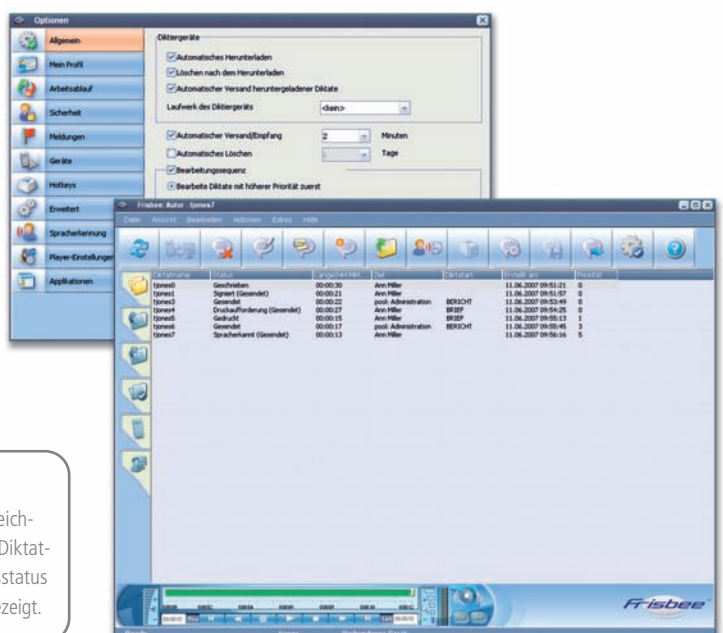 Optionen
Allgemein
Mein Profil
Arbeitsablauf
Sicherheit
Meldungen
Geräte
Hotkeys
Erweitert
Spracherkennung
Player-Einstellungen
Applikationen
Diktiergeräte
Automatisches Herunterladen
Löschen nach dem Herunterladen
Automatischer Versand heruntergeladener Diktate
Laufwerk des Diktiergeräts <kein>
Automatischer Versand/Empfang 2 Minuten
Automatisches Löschen Tage
Bearbeitungssequenz
Bearbeite Diktate mit höherer Priorität zuerst
Frisbee: Autor - tjones7
Datei Ansicht Bearbeiten Aktionen Extras Hilfe
Diktatname Status Länge(HH:MM: Ziel Diktatart Erstellt am Priorität
tjones0 Geschrieben 00:00:30 Ann Miller 11.06.2007 09:51:21 0
tjones1 Signiert (Gesendet) 00:00:21 Ann Miller 11.06.2007 09:51:57 0
tjones3 Gesendet 00:00:22 pool: Administration BERICHT 11.06.2007 09:53:49 0
tjones4 Druckaufforderung (Gesendet) 00:00:27 Ann Miller BRIEF 11.06.2007 09:54:25 0
tjones5 Gedruckt 00:00:15 Ann Miller BRIEF 11.06.2007 09:55:13 1
tjones6 Gesendet 00:00:17 pool: Administration BERICHT 11.06.2007 09:55:45 3
tjones7 Spracherkannt (Gesendet) 00:00:13 Ann Miller 11.06.2007 09:56:16 5
eich-
Diktat-
status
zeigt.
Frisbee